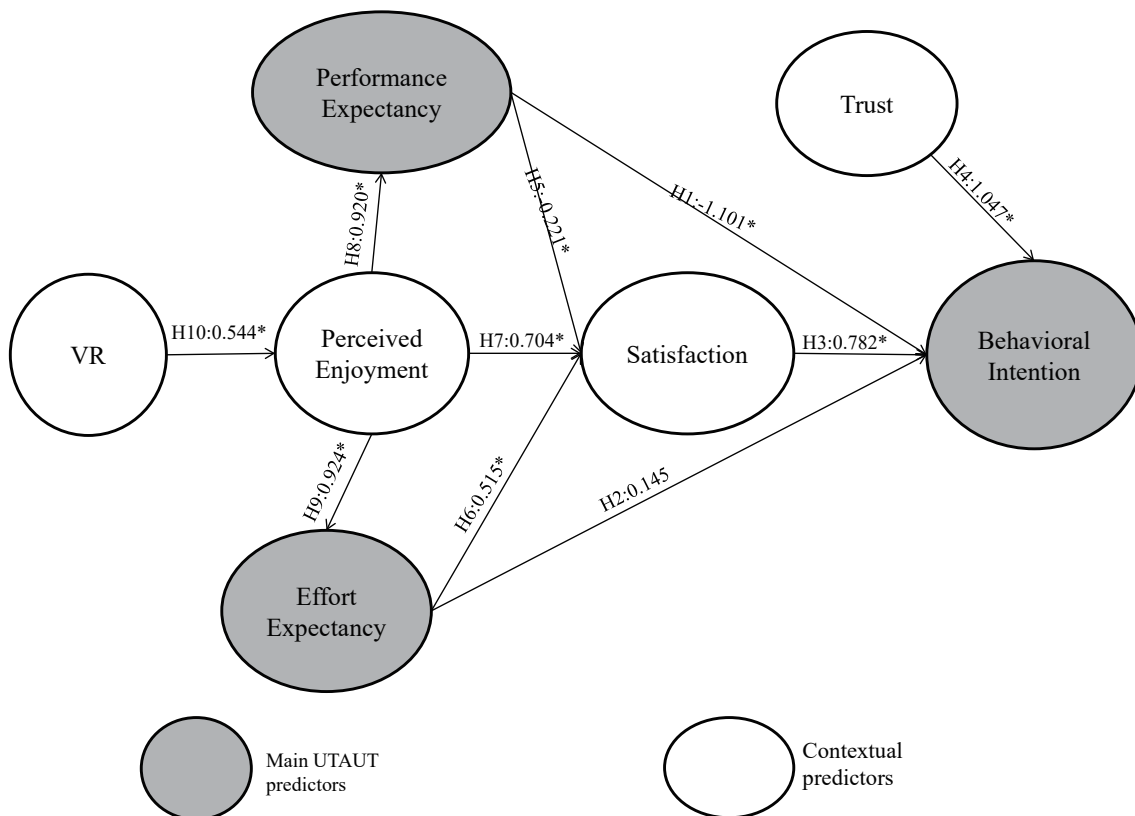 Performance
Expectancy
Trust
H4:1.047*
H5:-0.221*
H1:-1.101*
H8:0.920*
VR
H10:0.544*
Perceived
Enjoyment
H7:0.704*
Satisfaction
H3:0.782*
Behavioral
Intention
H9:0.924*
H6:0.515*
H2:0.145
Effort
Expectancy
Main UTAUT
predictors
Contextual
predictors